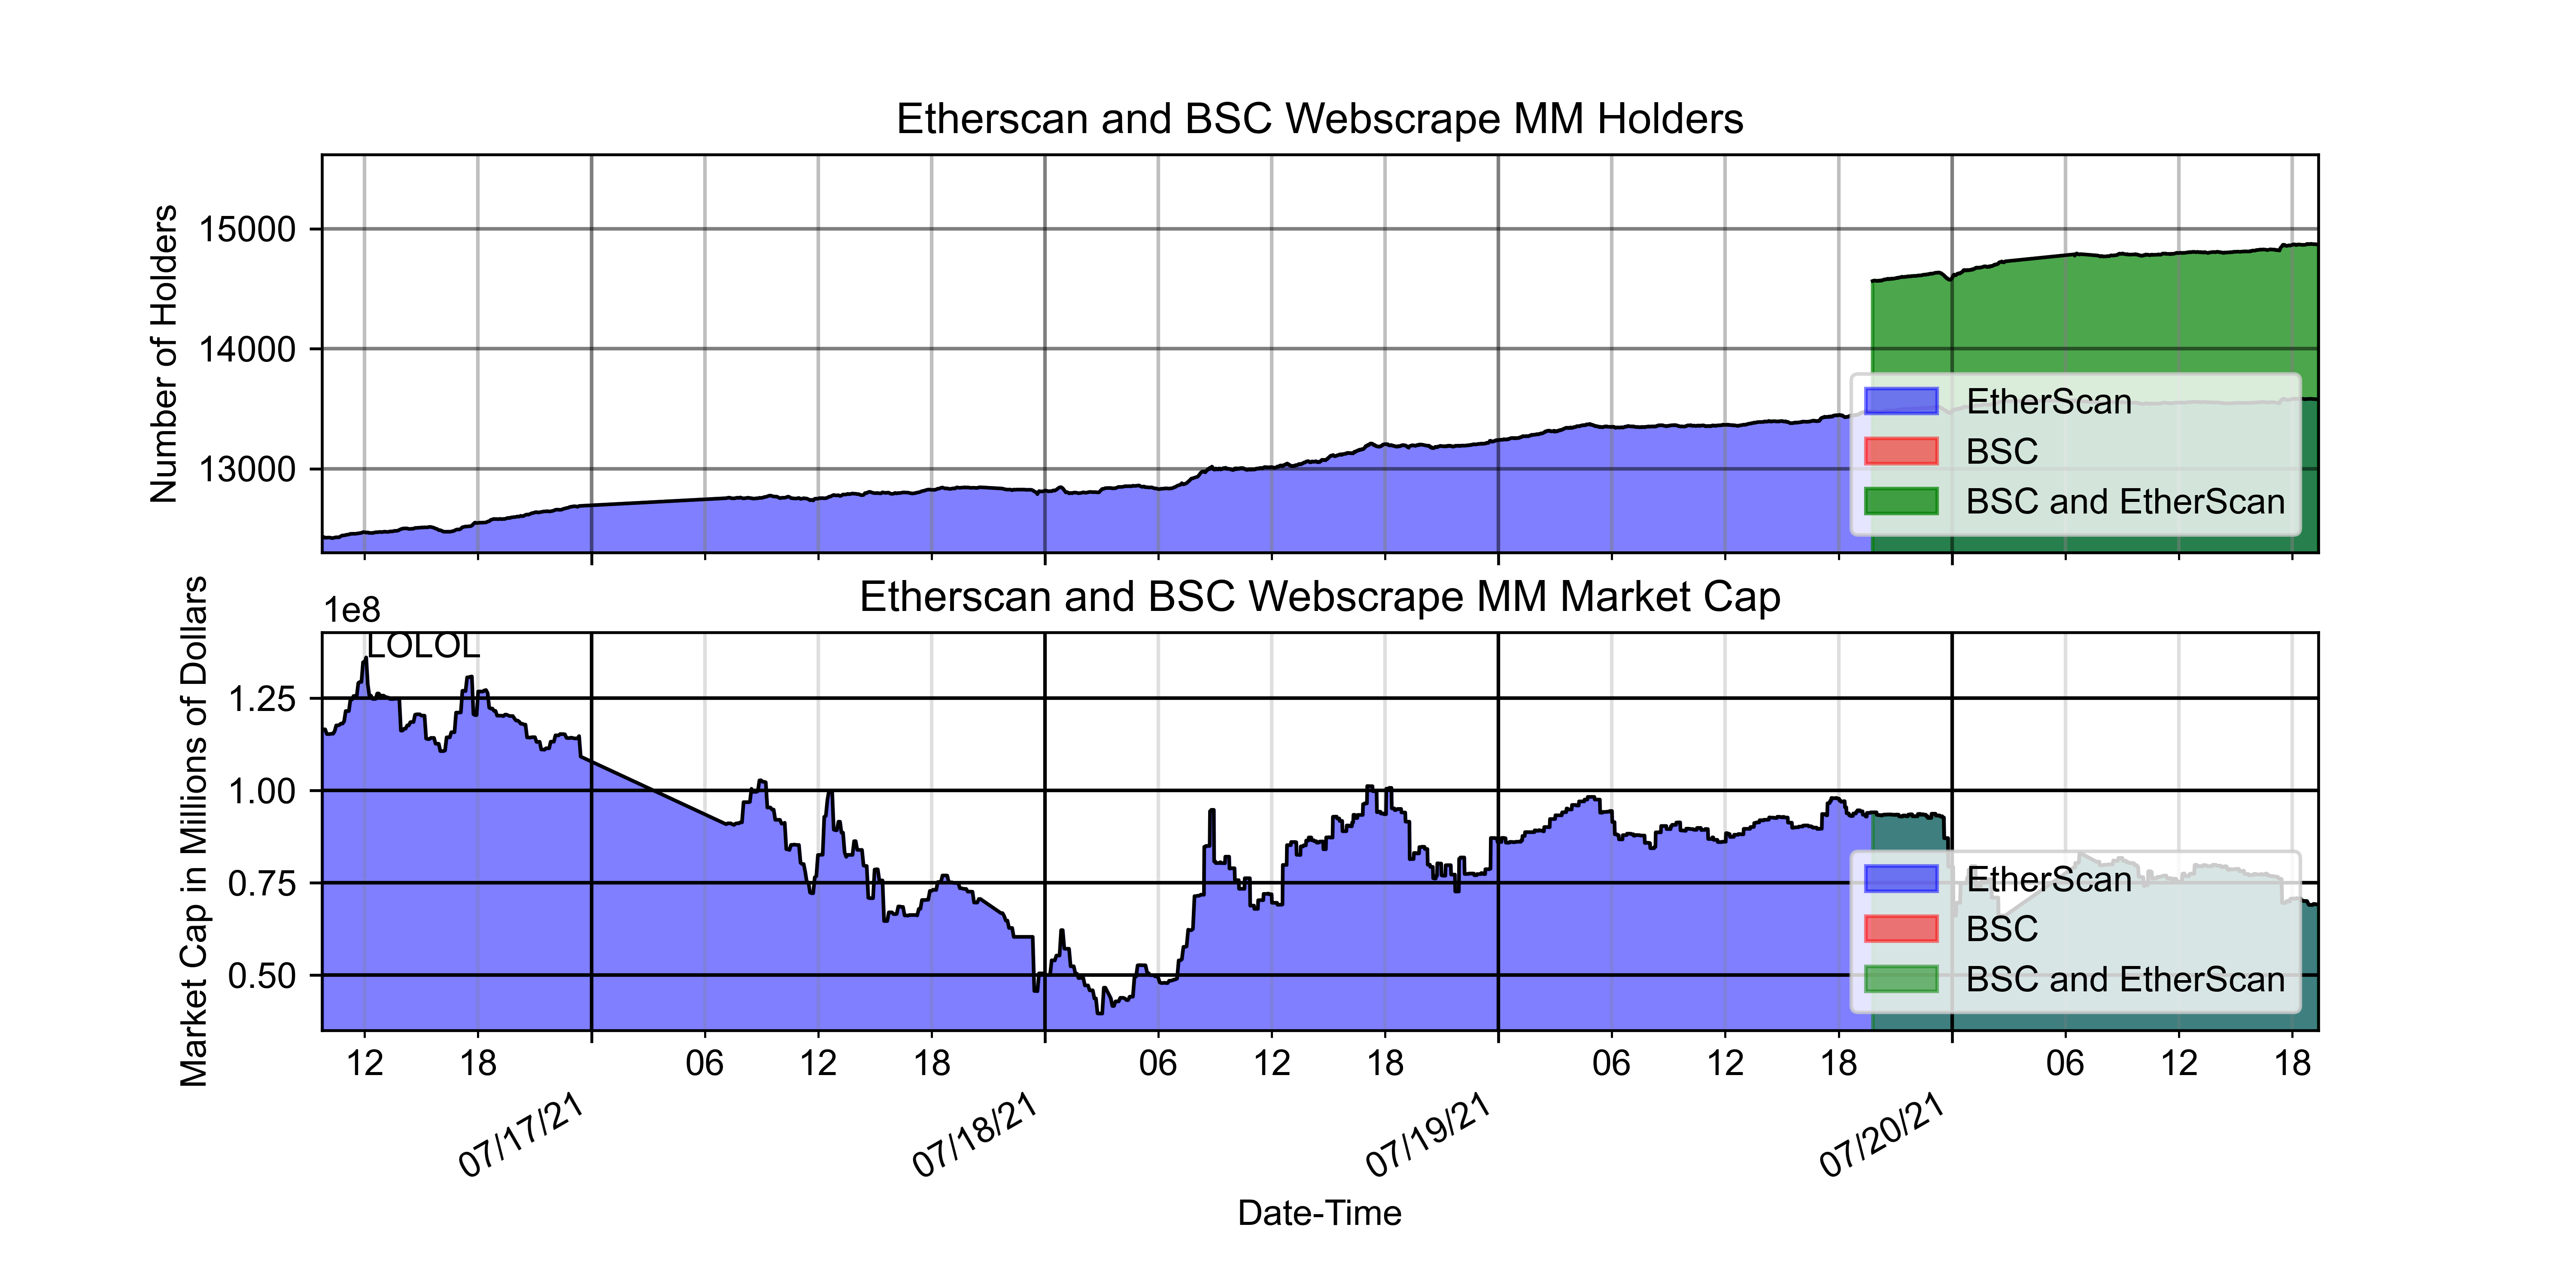 Etherscan and BSC Webscrape MM Holders
Number of Holders
15000
14000
13000
EtherScan
BSC
BSC and EtherScan
Etherscan and BSC Webscrape MM Market Cap
1e8
Market Cap in Millions of Dollars
LOLOL
1.25
1.00
0.75
0.50
EtherScan
BSC
BSC and EtherScan
12 18 06 12 18 06 12 18 06 12 18 06 12 18
07/17/21 07/18/21 07/19/21 07/20/21
Date-Time